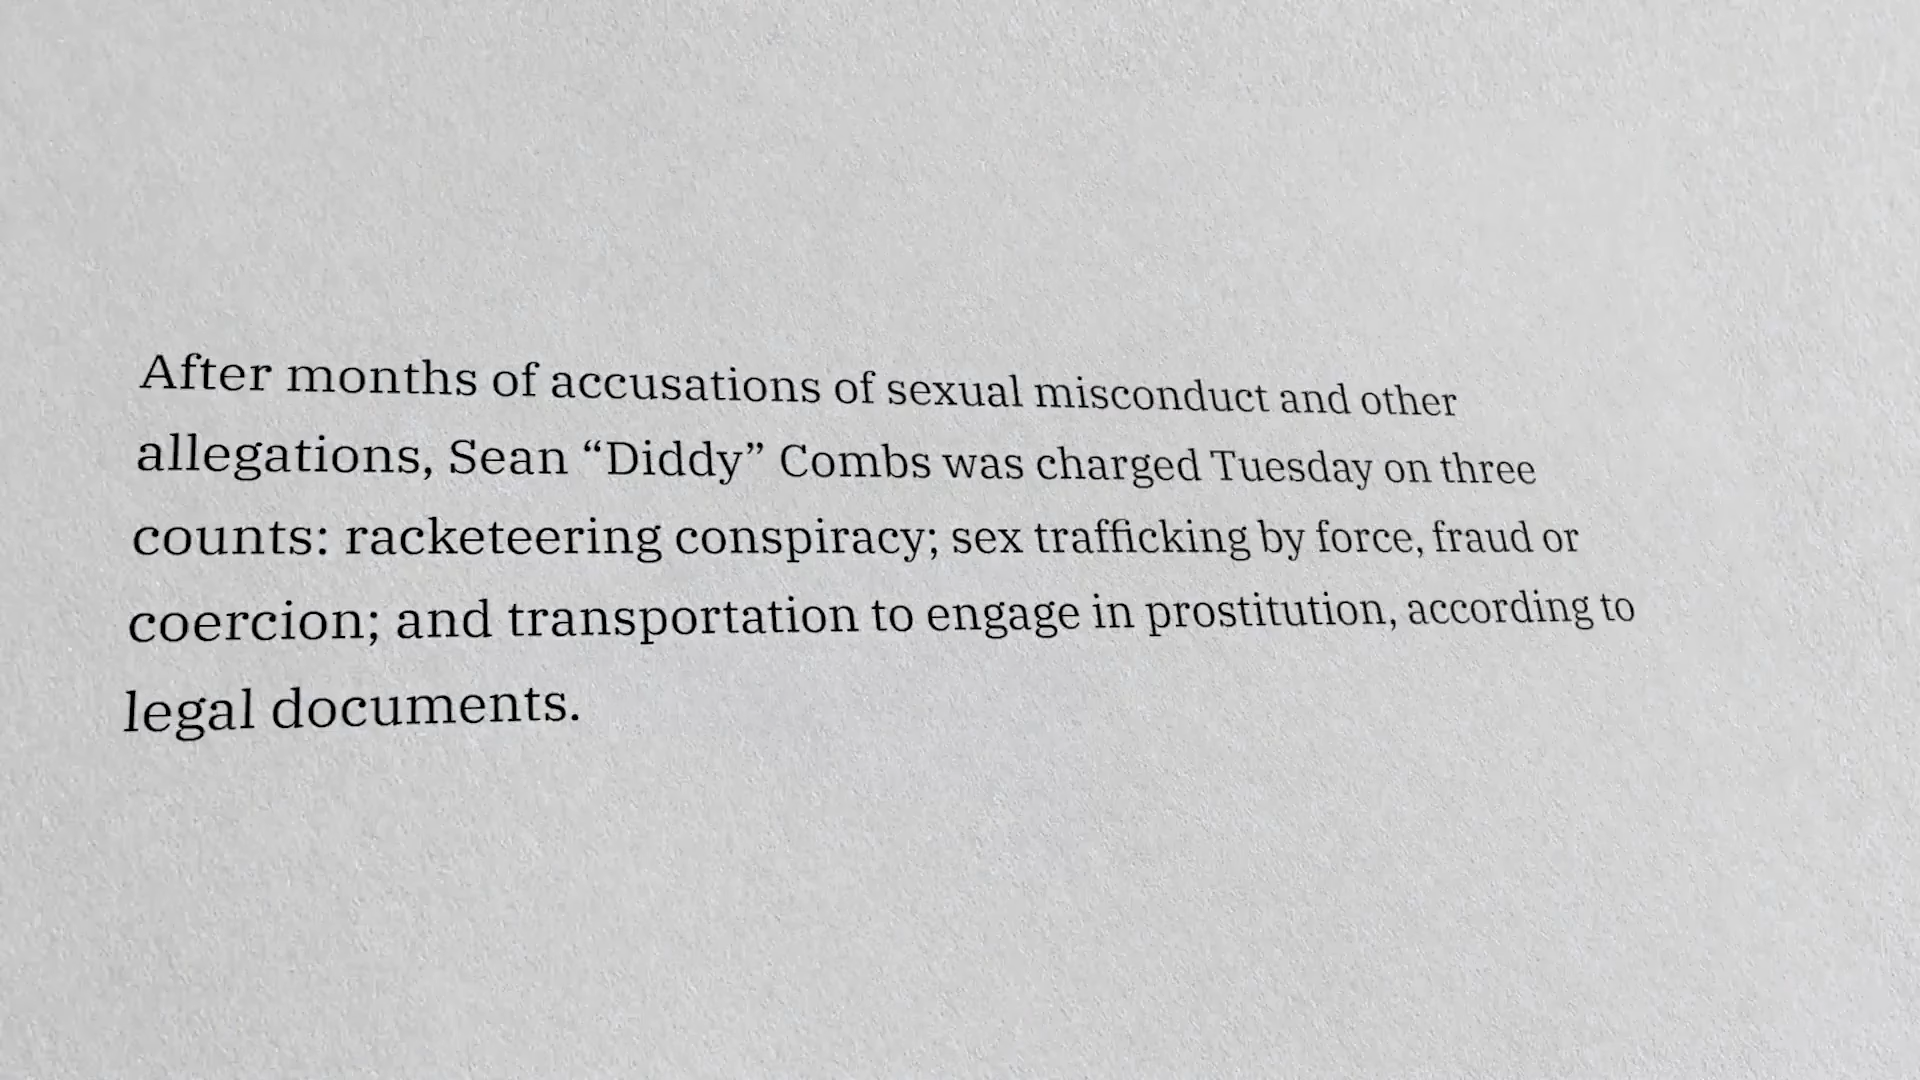 After months of accusations of sexual misconduct and other
allegations, Sean “Diddy” Combs was charged Tuesday on three
counts: racketeering conspiracy; sex trafficking by force, fraud or
coercion; and transportation to engage in prostitution, according to
legal documents.